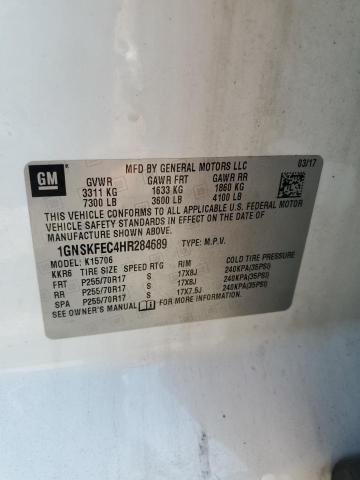 GM
MFD BY GENERAL MOTORS LLC 03/17
GVWR GAWR FRT GAWR RR
3311 KG 1633 KG 1860 KG
7300 LB 3600 LB 4100 LB
THIS VEHICLE CONFORMS TO ALL APPLICABLE U.S. FEDERAL MOTOR
VEHICLE SAFETY STANDARDS IN EFFECT ON THE DATE OF MANUFACTURE
SHOWN ABOVE.
1GNSKFEC4HR284689 TYPE: M.P.V.
MODEL: K15706
KKR6 TIRE SIZE SPEED RTG RIM COLD TIRE PRESSURE
FRT P255/70R17 S 17X8J 240KPA(35PSI)
RR P255/70R17 S 17X8J 240KPA(35PSI)
SPA P255/70R17 S 17X7.5J 240KPA(35PSI)
SEE OWNER'S MANUAL FOR MORE INFORMATION.